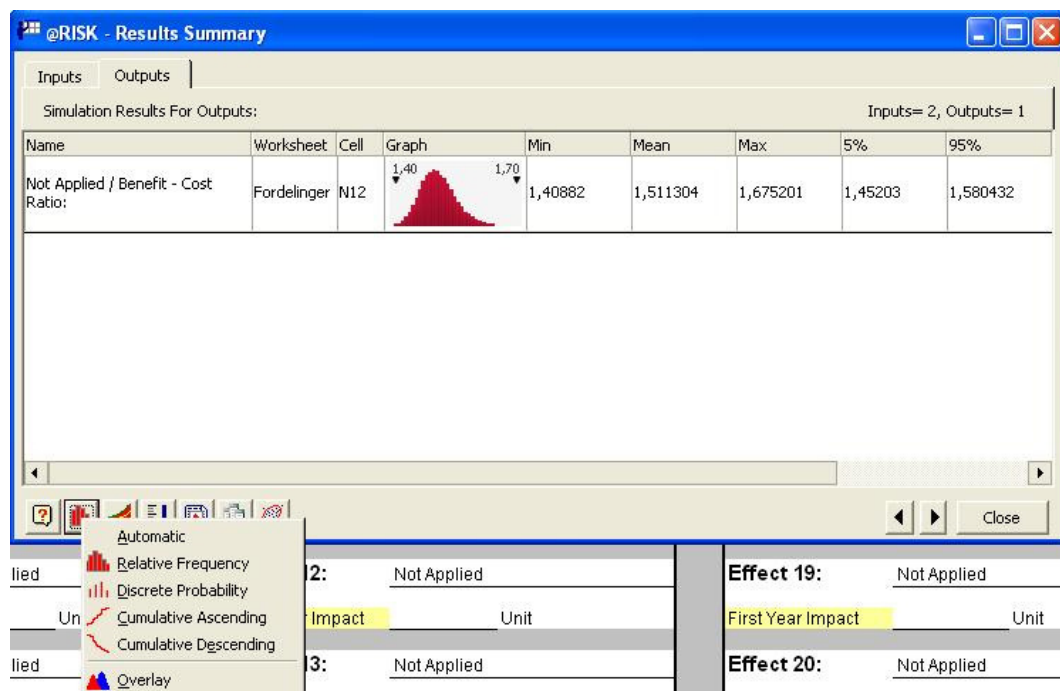 @RISK - Results Summary
Inputs Outputs
Simulation Results For Outputs: Inputs= 2, Outputs= 1
Name Worksheet Cell Graph Min Mean Max 5% 95%
1,40 1,70
Not Applied / Benefit - Cost Ratio: Fordelinger N12 1,40882 1,511304 1,675201 1,45203 1,580432
Close
Automatic
Relative Frequency
Discrete Probability
Cumulative Ascending
Cumulative Descending
Overlay
lied 2: Not Applied Effect 19: Not Applied
Un Impact Unit First Year Impact Unit
lied 3: Not Applied Effect 20: Not Applied